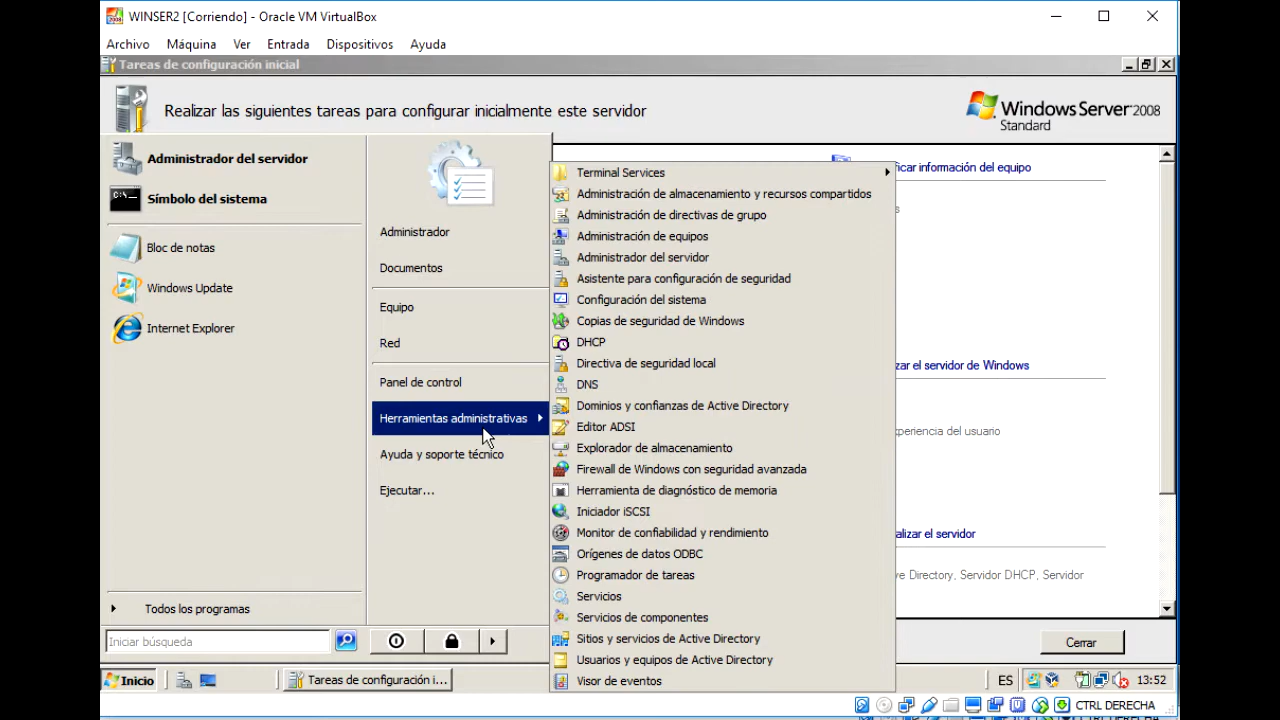 WINSER2 [Corriendo] - Oracle VM VirtualBox
Archivo Máquina Ver Entrada Dispositivos Ayuda
Tareas de configuración inicial
Realizar las siguientes tareas para configurar inicialmente este servidor
Windows Server 2008
Standard
Administrador del servidor
Símbolo del sistema
Bloc de notas
Windows Update
Internet Explorer
Todos los programas
Iniciar búsqueda
Administrador
Documentos
Equipo
Red
Panel de control
Herramientas administrativas
Ayuda y soporte técnico
Ejecutar...
Terminal Services
Administración de almacenamiento y recursos compartidos
Administración de directivas de grupo
Administración de equipos
Administrador del servidor
Asistente para configuración de seguridad
Configuración del sistema
Copias de seguridad de Windows
DHCP
Directiva de seguridad local
DNS
Dominios y confianzas de Active Directory
Editor ADSI
Explorador de almacenamiento
Firewall de Windows con seguridad avanzada
Herramienta de diagnóstico de memoria
Iniciador iSCSI
Monitor de confiabilidad y rendimiento
Orígenes de datos ODBC
Programador de tareas
Servicios
Servicios de componentes
Sitios y servicios de Active Directory
Usuarios y equipos de Active Directory
Visor de eventos
ficar información del equipo
s
zar el servidor de Windows
xperiencia del usuario
alizar el servidor
ve Directory, Servidor DHCP, Servidor
Cerrar
Inicio
Tareas de configuración i...
ES
13:52
CTRL DERECHA